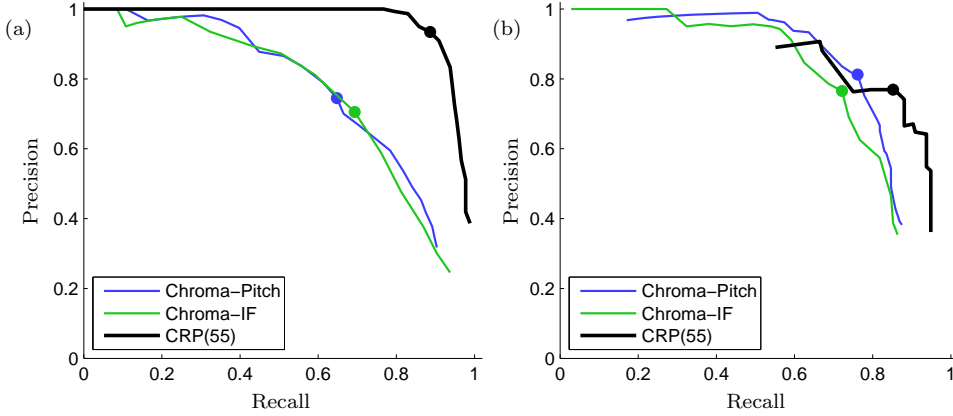 (a)
Precision
1
0.8
0.6
0.4
0.2
0
0 0.2 0.4 0.6 0.8 1
Recall
Chroma−Pitch
Chroma−IF
CRP(55)
(b)
Precision
1
0.8
0.6
0.4
0.2
0
0 0.2 0.4 0.6 0.8 1
Recall
Chroma−Pitch
Chroma−IF
CRP(55)